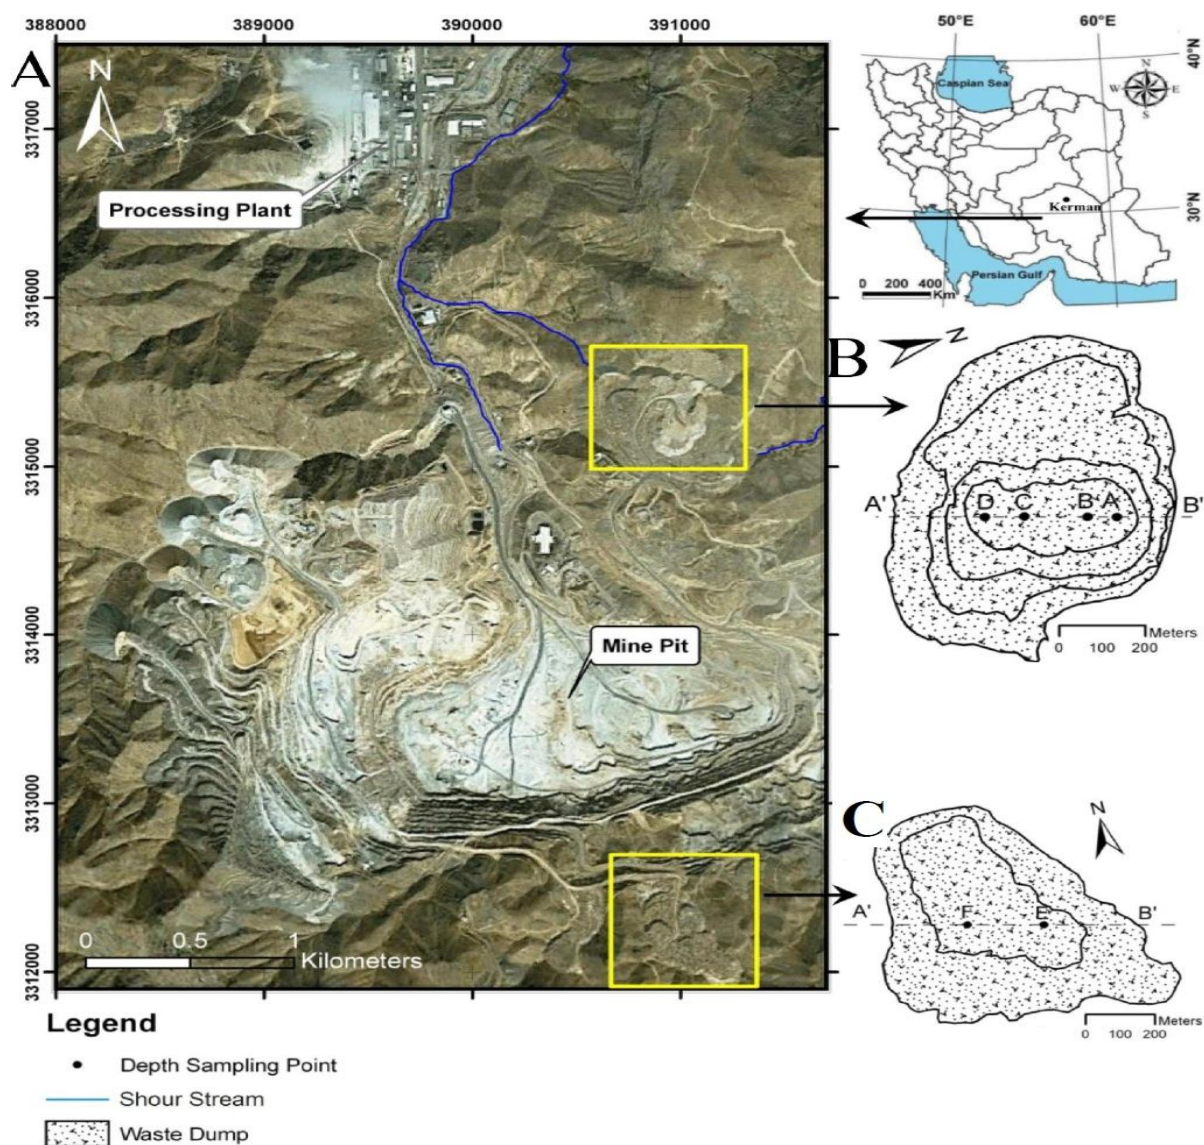 388000 389000 390000 391000
A
N
3317000
3316000
3315000
3314000
3313000
3312000
Processing Plant
Mine Pit
0 0.5 1
Kilometers
50°E 60°E
40°N
30°N
Caspian Sea
N
W E
S
Kerman
Persian Gulf
0 200 400
Km
B
N
A' D C B A B'
Meters
0 100 200
C
N
A' F E B'
Meters
0 100 200
Legend
Depth Sampling Point
Shour Stream
Waste Dump